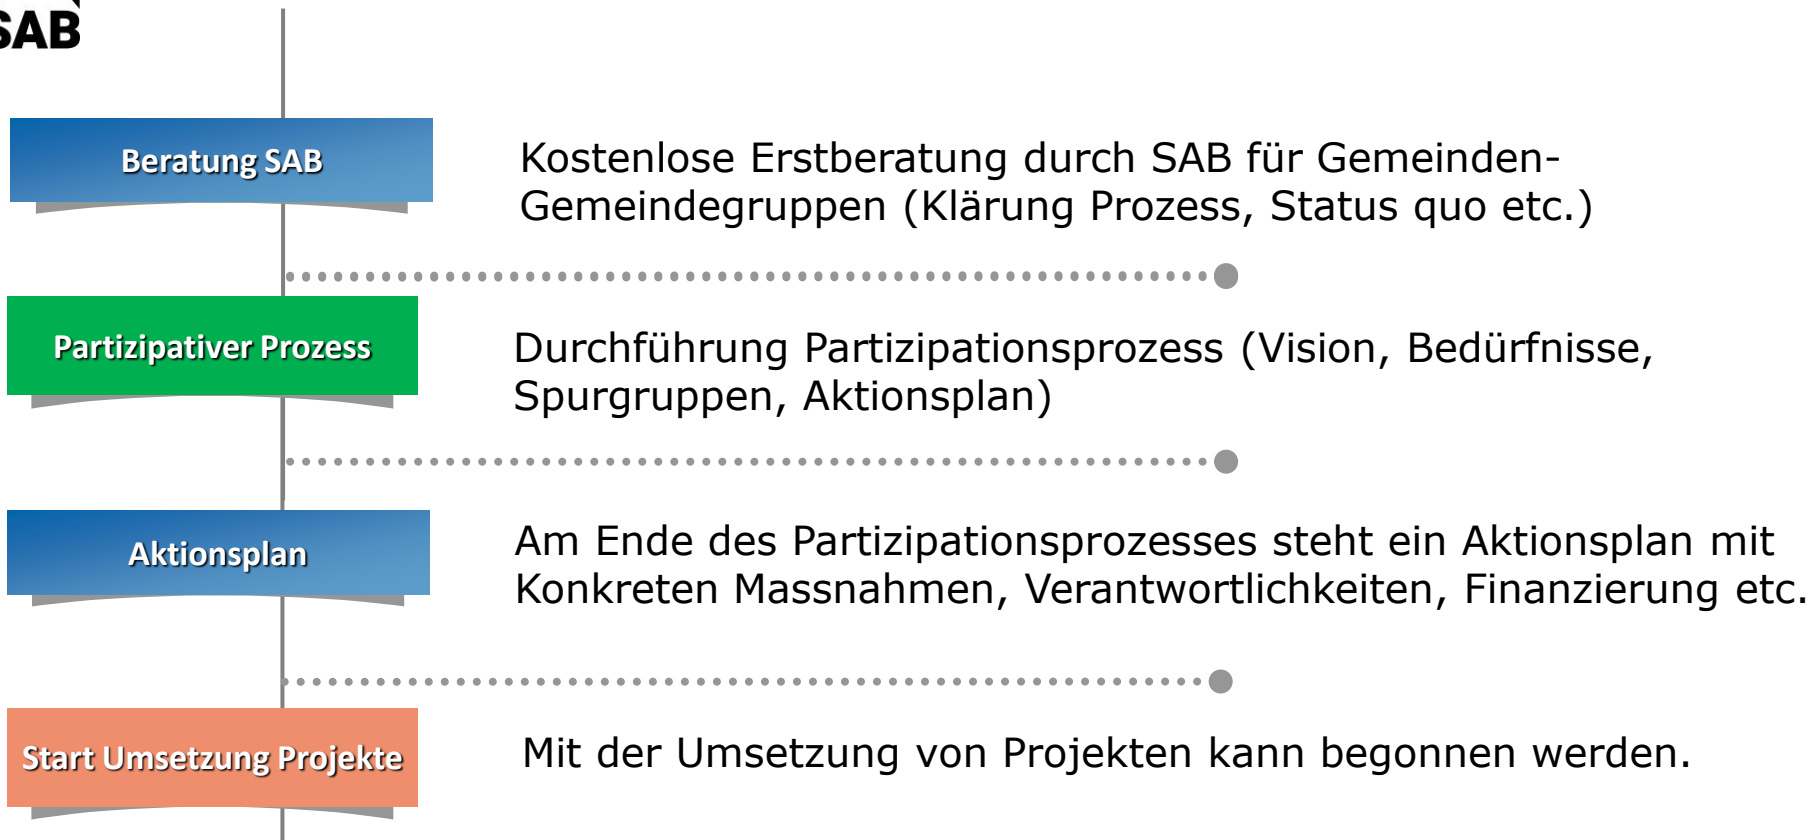 SAB
Beratung SAB
Kostenlose Erstberatung durch SAB für Gemeinden-
Gemeindegruppen (Klärung Prozess, Status quo etc.)
Partizipativer Prozess
Durchführung Partizipationsprozess (Vision, Bedürfnisse,
Spurgruppen, Aktionsplan)
Aktionsplan
Am Ende des Partizipationsprozesses steht ein Aktionsplan mit
Konkreten Massnahmen, Verantwortlichkeiten, Finanzierung etc.
Start Umsetzung Projekte
Mit der Umsetzung von Projekten kann begonnen werden.